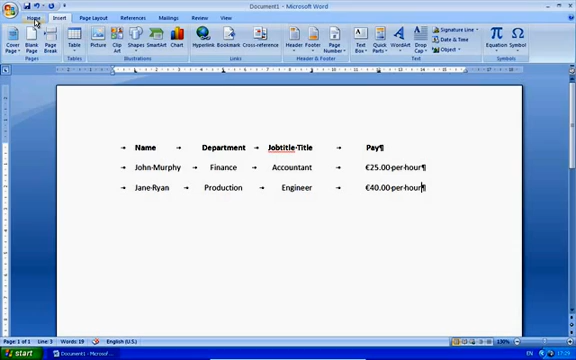 Document1 - Microsoft Word
Home Insert Page Layout References Mailings Review View
Cover Page Blank Page Page Break Table Picture Clip Art Shapes SmartArt Chart Hyperlink Bookmark Cross-reference Header Footer Page Number Text Box Quick Parts WordArt Drop Cap Signature Line Date & Time Object Equation Symbol
Pages Tables Illustrations Links Header & Footer Text Symbols
Name Department Jobtitle Title Pay
John Murphy Finance Accountant €25.00 per hour
Jane Ryan Production Engineer €40.00 per hour
Page: 1 of 1 Line: 3 Words: 19 English (U.S.) 130%
start Document1 - Microsof... EN